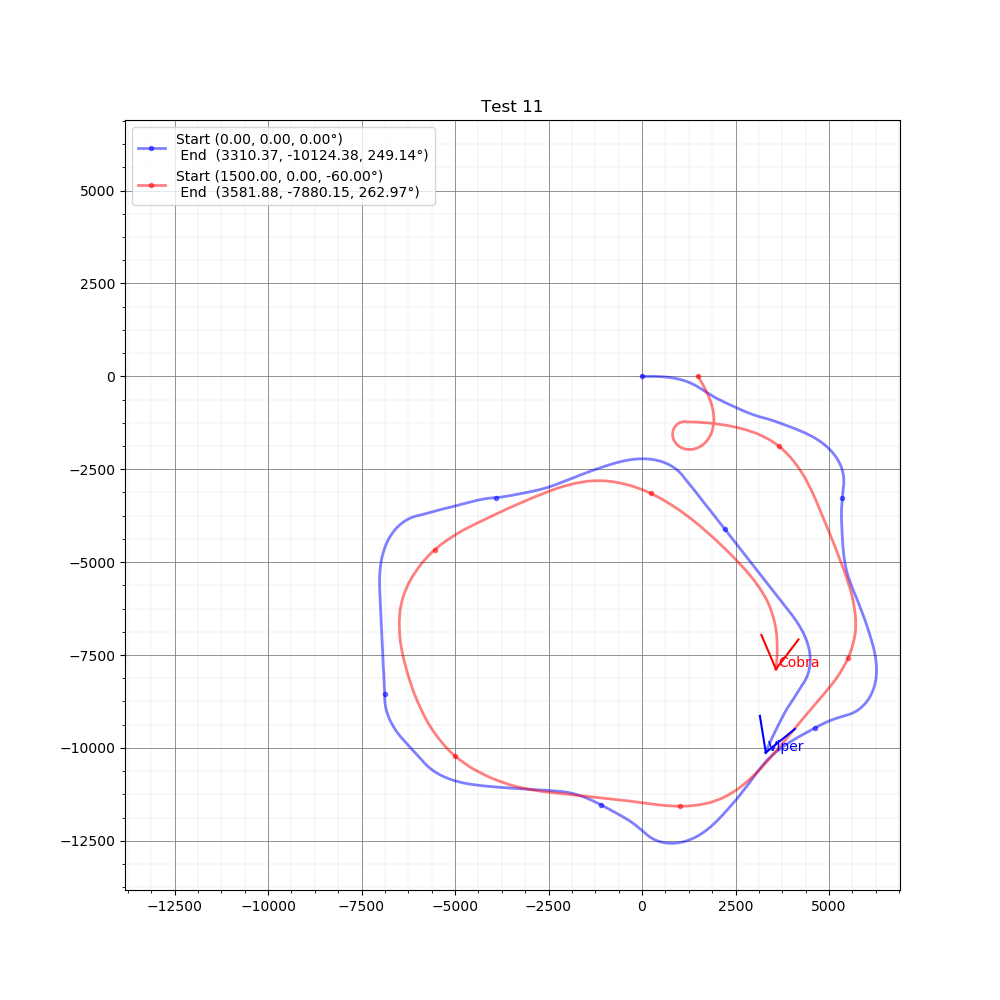 Test 11
Start (0.00, 0.00, 0.00°)
End (3310.37, -10124.38, 249.14°)
Start (1500.00, 0.00, -60.00°)
End (3581.88, -7880.15, 262.97°)
5000
2500
0
−2500
−5000
−7500
−10000
−12500
Cobra
Viper
−12500 −10000 −7500 −5000 −2500 0 2500 5000